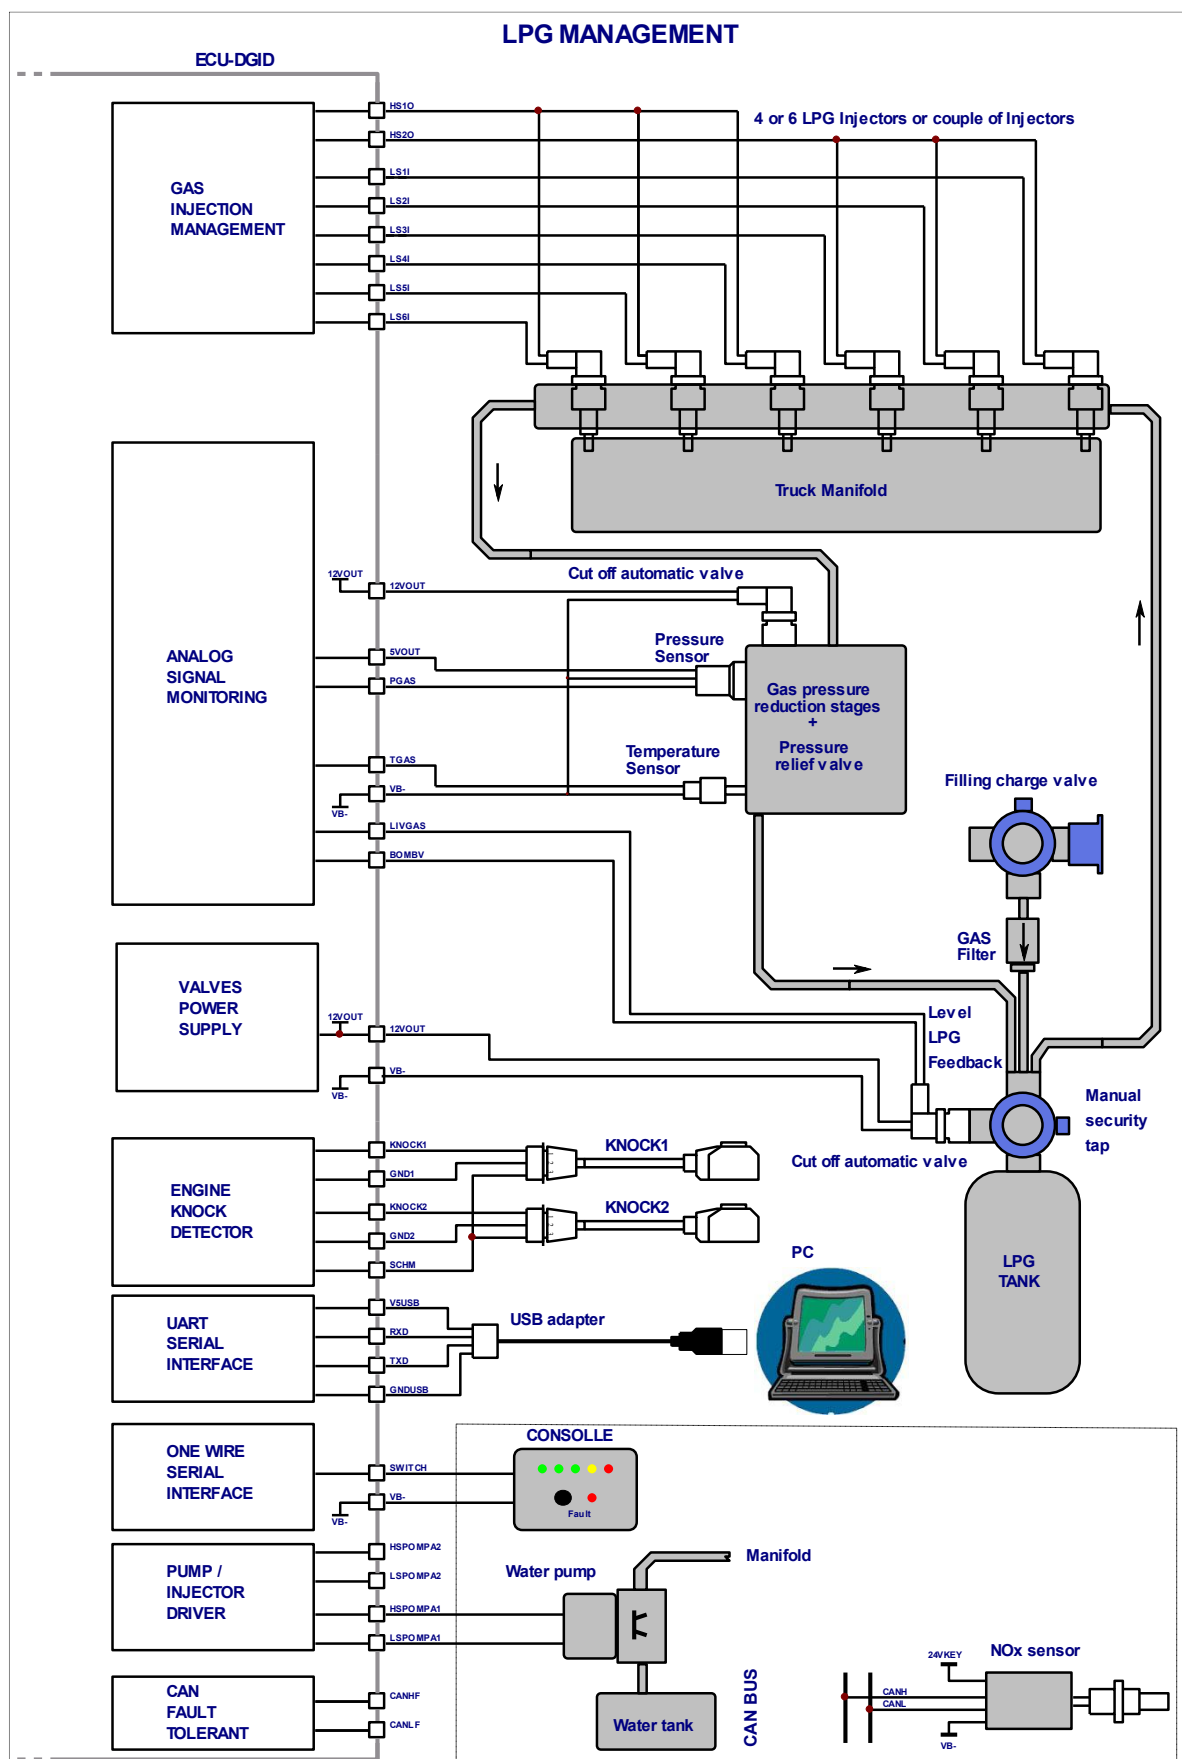 LPG MANAGEMENT
ECU-DGID
HS1O
HS2O
4 or 6 LPG Injectors or couple of Injectors
LS1I
LS2I
LS3I
LS4I
LS5I
LS6I
GAS
INJECTION
MANAGEMENT
Truck Manifold
12VOUT
12VOUT
Cut off automatic valve
ANALOG
SIGNAL
MONITORING
5VOUT
PGAS
Pressure
Sensor
Gas pressure
reduction stages
+
Pressure
relief valve
TGAS
VB-
VB-
Temperature
Sensor
LIVGAS
BOMBV
Filling charge valve
GAS
Filter
VALVES
POWER
SUPPLY
12VOUT
12VOUT
VB-
VB-
Level
LPG
Feedback
Manual
security
tap
Cut off automatic valve
ENGINE
KNOCK
DETECTOR
KNOCK1
GND1
KNOCK2
GND2
SCHM
1 2 3
KNOCK1
1 2 3
KNOCK2
LPG
TANK
PC
UART
SERIAL
INTERFACE
V5USB
RXD
TXD
GNDUSB
USB adapter
ONE WIRE
SERIAL
INTERFACE
SWITCH
VB-
VB-
CONSOLLE
Fault
PUMP /
INJECTOR
DRIVER
HSPOMPA2
LSPOMPA2
HSPOMPA1
LSPOMPA1
Water pump
Manifold
Water tank
CAN
FAULT
TOLERANT
CANHF
CANLF
CAN BUS
NOx sensor
24VKEY
CANH
CANL
VB-